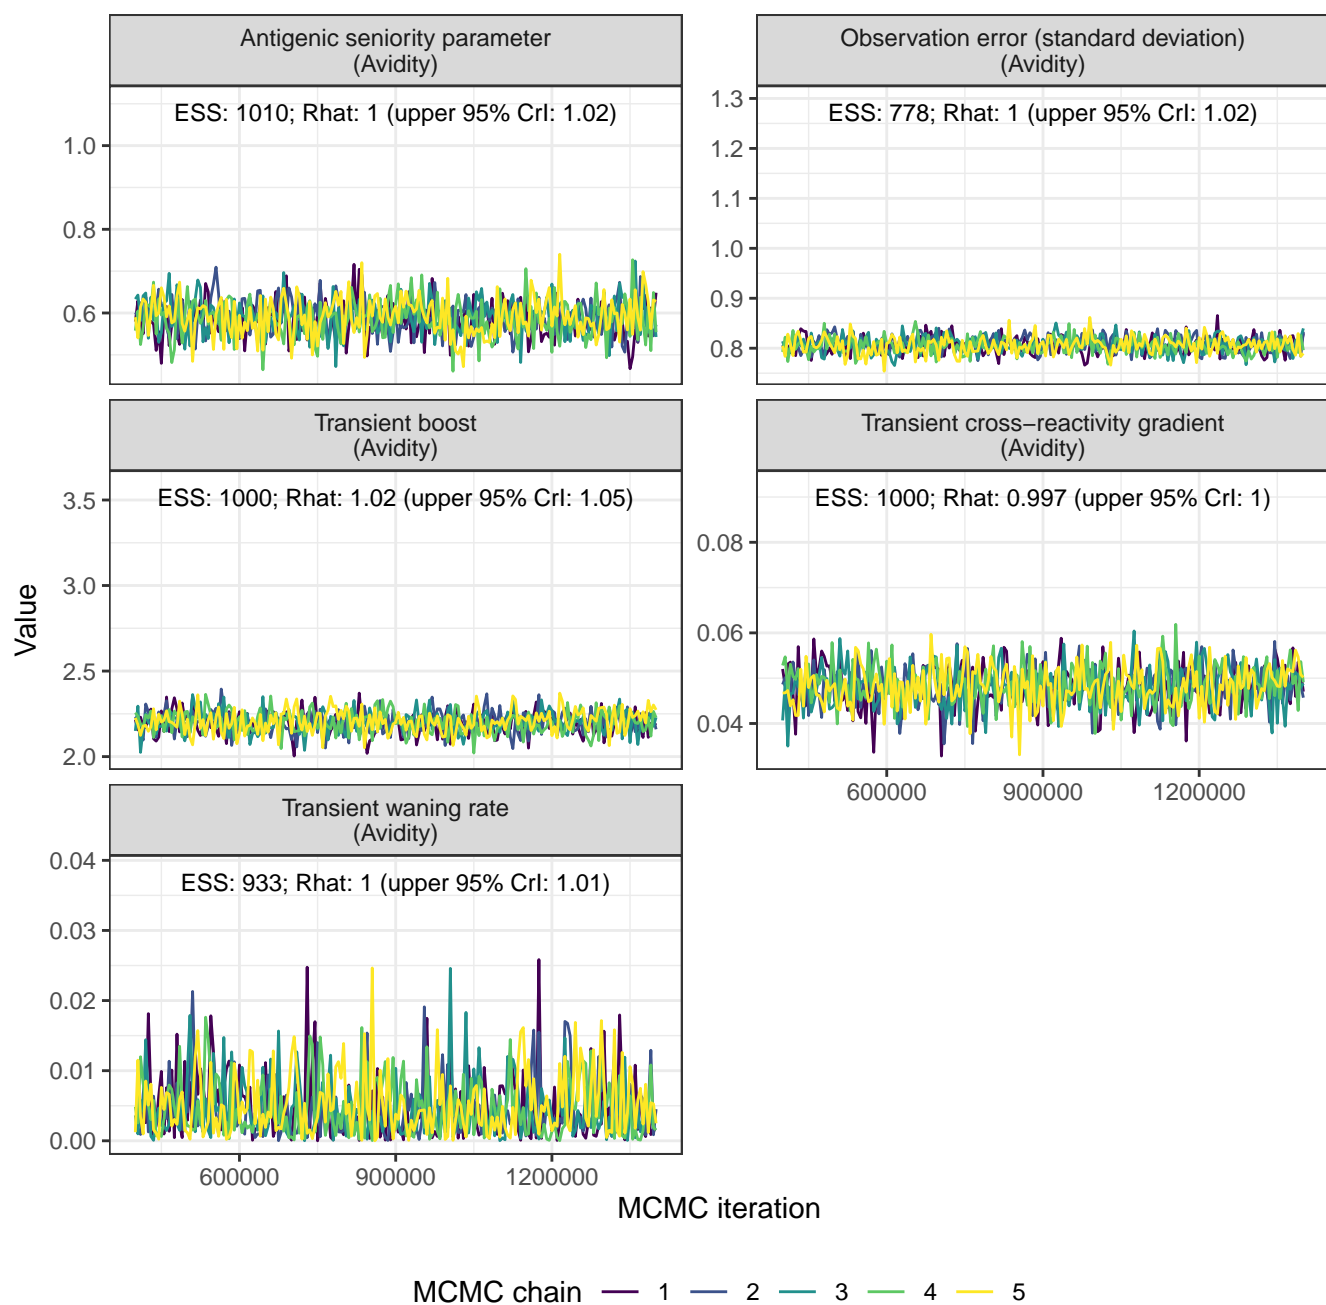 Antigenic seniority parameter
(Avidity)
ESS: 1010; Rhat: 1 (upper 95% CrI: 1.02)
1.0
0.8
0.6
Observation error (standard deviation)
(Avidity)
ESS: 778; Rhat: 1 (upper 95% CrI: 1.02)
1.3
1.2
1.1
1.0
0.9
0.8
Transient boost
(Avidity)
ESS: 1000; Rhat: 1.02 (upper 95% CrI: 1.05)
3.5
3.0
2.5
2.0
Transient cross−reactivity gradient
(Avidity)
ESS: 1000; Rhat: 0.997 (upper 95% CrI: 1)
0.08
0.06
0.04
600000 900000 1200000
Transient waning rate
(Avidity)
ESS: 933; Rhat: 1 (upper 95% CrI: 1.01)
0.04
0.03
0.02
0.01
0.00
600000 900000 1200000
Value
MCMC iteration
MCMC chain 1 2 3 4 5